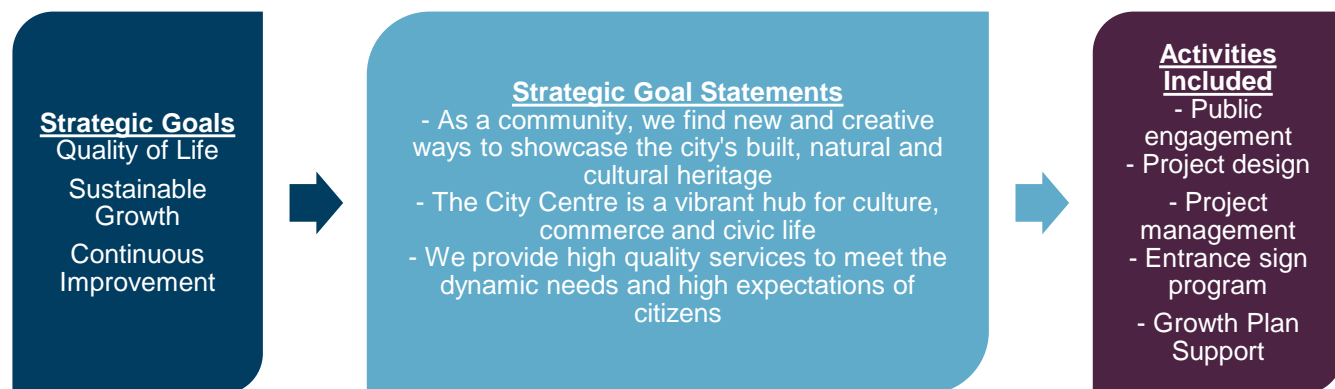 Strategic Goals
Quality of Life
Sustainable
Growth
Continuous
Improvement
Strategic Goal Statements
- As a community, we find new and creative
ways to showcase the city's built, natural and
cultural heritage
- The City Centre is a vibrant hub for culture,
commerce and civic life
- We provide high quality services to meet the
dynamic needs and high expectations of
citizens
Activities
Included
- Public
engagement
- Project design
- Project
management
- Entrance sign
program
- Growth Plan
Support